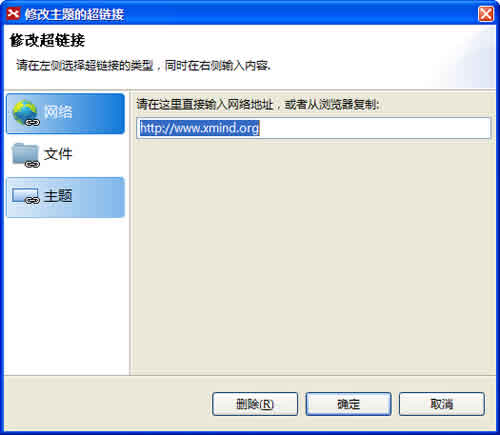 修改主题的超链接
修改超链接
请在左侧选择超链接的类型，同时在右侧输入内容.
网络
文件
主题
请在这里直接输入网络地址，或者从浏览器复制:
http://www.xmind.org
删除(R)
确定
取消